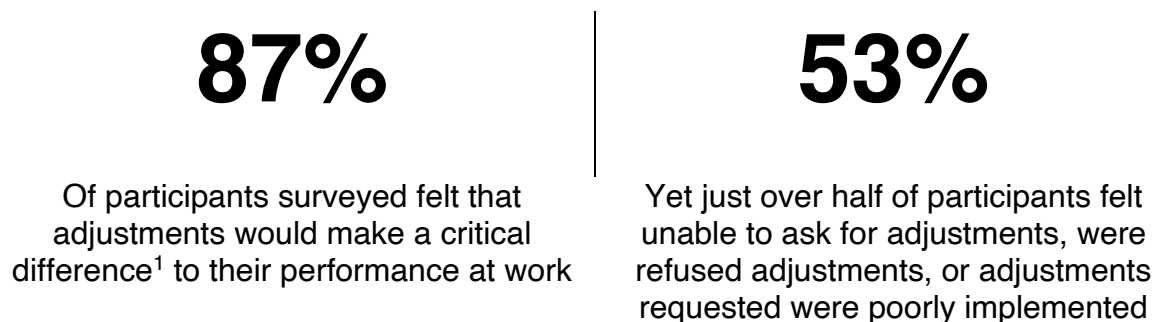 87%
Of participants surveyed felt that
adjustments would make a critical
difference¹ to their performance at work
53%
Yet just over half of participants felt
unable to ask for adjustments, were
refused adjustments, or adjustments
requested were poorly implemented